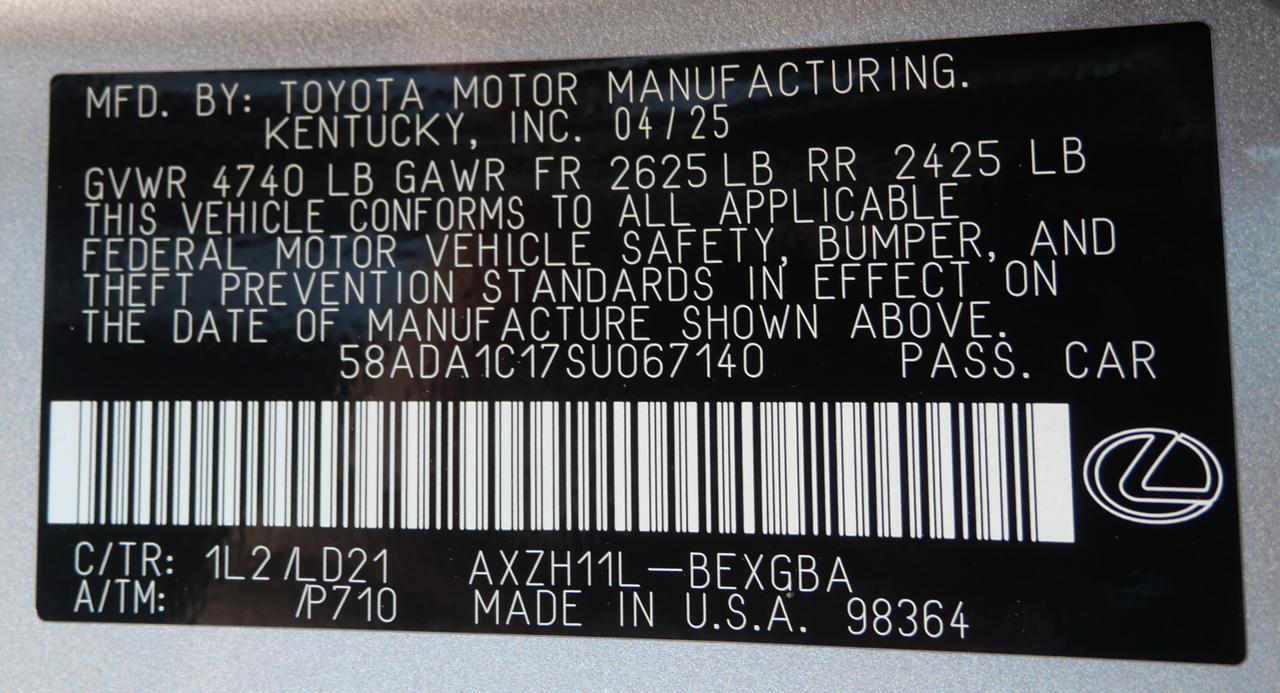 MFD. BY: TOYOTA MOTOR MANUFACTURING.
KENTUCKY, INC. 04/25
GVWR 4740 LB GAWR FR 2625 LB RR 2425 LB
THIS VEHICLE CONFORMS TO ALL APPLICABLE
FEDERAL MOTOR VEHICLE SAFETY, BUMPER, AND
THEFT PREVENTION STANDARDS IN EFFECT ON
THE DATE OF MANUFACTURE SHOWN ABOVE.
58ADA1C17SU067140 PASS. CAR
C/TR: 1L2/LD21 AXZH11L-BEXGBA
A/TM: /P710 MADE IN U.S.A. 98364